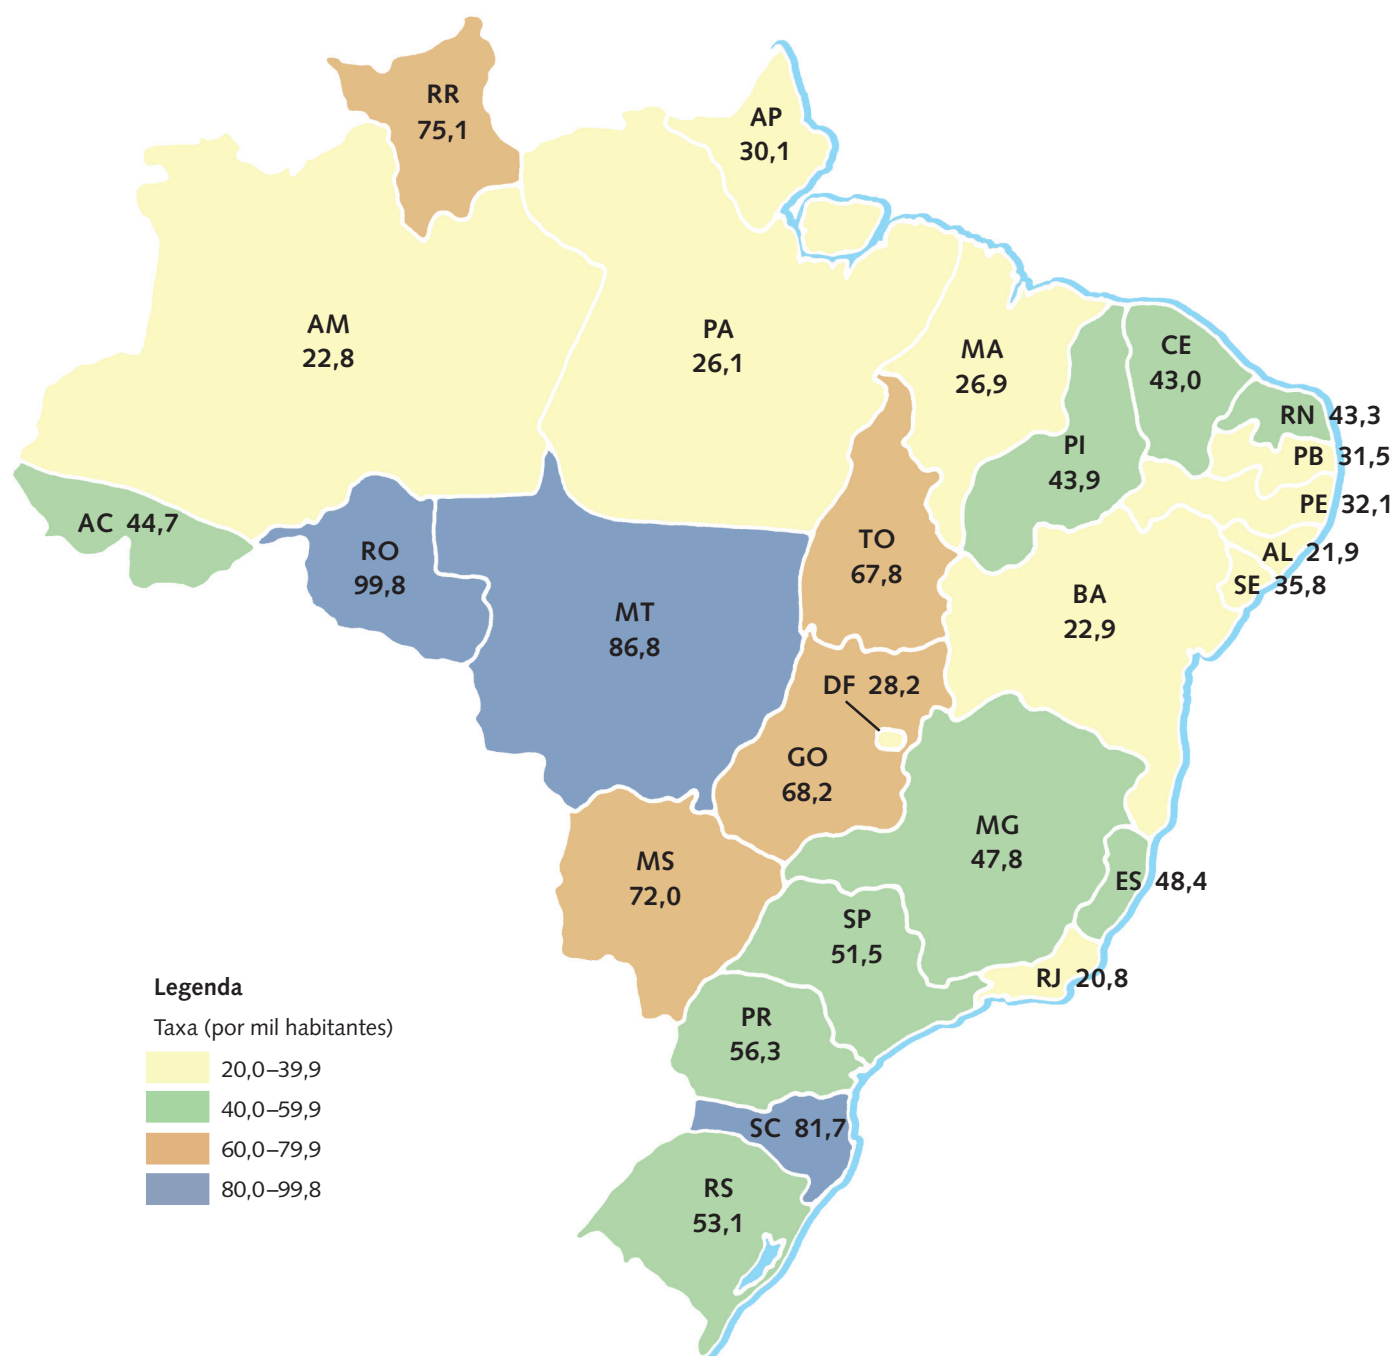 RR
75,1
AP
30,1
AM
22,8
PA
26,1
MA
26,9
CE
43,0
RN 43,3
PI
43,9
PB 31,5
PE 32,1
AC 44,7
RO
99,8
TO
67,8
AL 21,9
SE 35,8
MT
86,8
BA
22,9
DF 28,2
GO
68,2
MG
47,8
MS
72,0
ES 48,4
SP
51,5
RJ 20,8
PR
56,3
SC 81,7
RS
53,1
Legenda
Taxa (por mil habitantes)
20,0–39,9
40,0–59,9
60,0–79,9
80,0–99,8